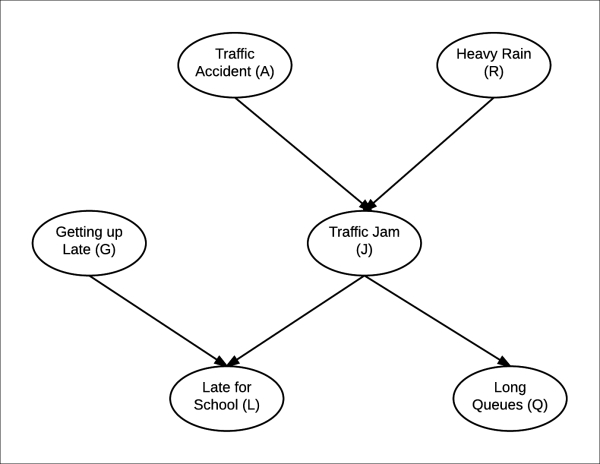 Traffic
Accident (A)
Heavy Rain
(R)
Getting up
Late (G)
Traffic Jam
(J)
Late for
School (L)
Long
Queues (Q)